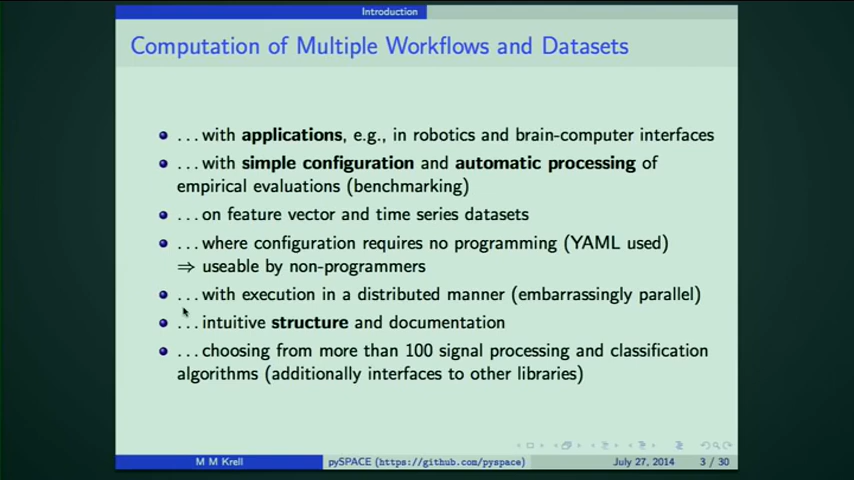 Introduction
Computation of Multiple Workflows and Datasets
...with applications, e.g., in robotics and brain-computer interfaces
...with simple configuration and automatic processing of
empirical evaluations (benchmarking)
...on feature vector and time series datasets
...where configuration requires no programming (YAML used)
⇒ useable by non-programmers
...with execution in a distributed manner (embarrassingly parallel)
...intuitive structure and documentation
...choosing from more than 100 signal processing and classification
algorithms (additionally interfaces to other libraries)
M M Krell pySPACE (https://github.com/pyspace) July 27, 2014 3 / 30